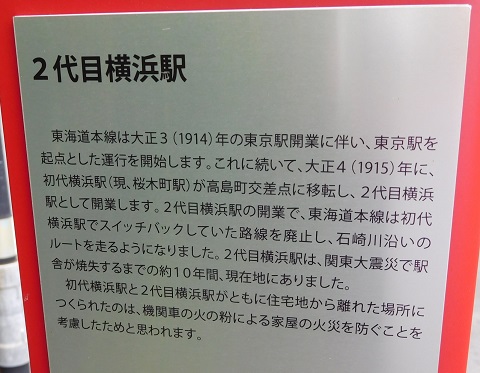 2代目横浜駅
東海道本線は大正3(1914)年の東京駅開業に伴い、東京駅を
起点とした運行を開始します。これに続いて、大正4(1915)年に、
初代横浜駅(現、桜木町駅)が高島町交差点に移転し、2代目横浜
駅として開業します。2代目横浜駅の開業で、東海道本線は初代
横浜駅でスイッチバックしていた路線を廃止し、石崎川沿いの
ルートを走るようになりました。2代目横浜駅は、関東大震災で駅
舎が焼失するまでの約10年間、現在地にありました。
初代横浜駅と2代目横浜駅がともに住宅地から離れた場所に
つくられたのは、機関車の火の粉による家屋の火災を防ぐことを
考慮したためと思われます。